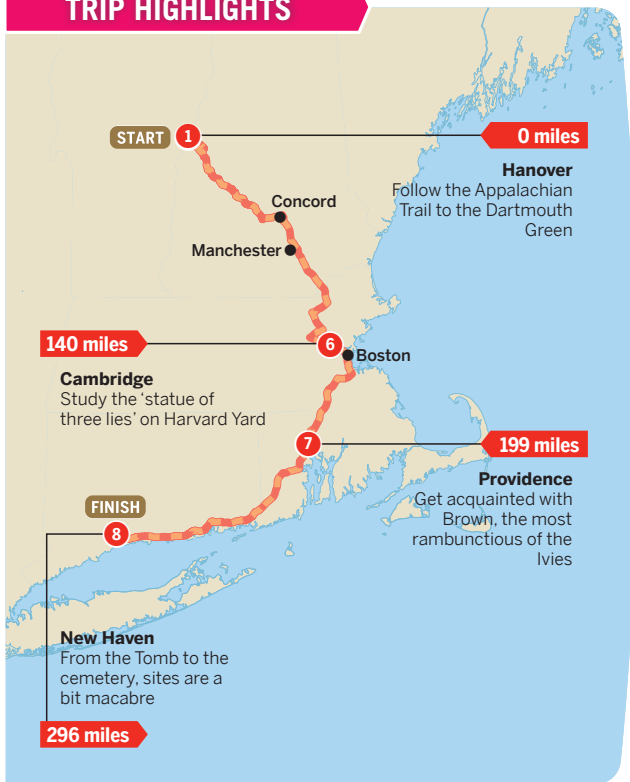 TRIP HIGHLIGHTS
START
1
0 miles
Hanover
Follow the Appalachian
Trail to the Dartmouth
Green
Concord
Manchester
140 miles
6
Boston
Cambridge
Study the ‘statue of
three lies’ on Harvard Yard
7
199 miles
Providence
Get acquainted with
Brown, the most
rambunctious of the
Ivies
FINISH
8
New Haven
From the Tomb to the
cemetery, sites are a
bit macabre
296 miles